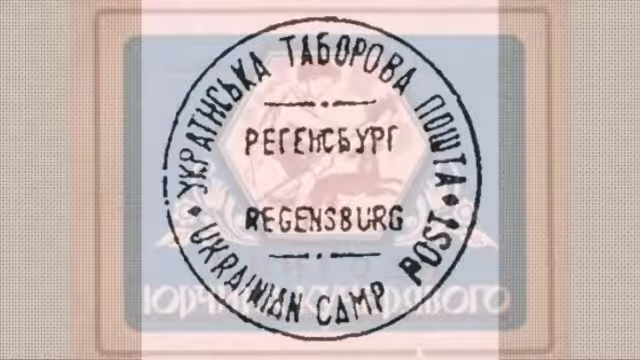 УКРАЇНСЬКА ТАБОРОВА ПОШТА
РЕГЕНСБУРГ
REGENSBURG
UKRAINIAN CAMP POST